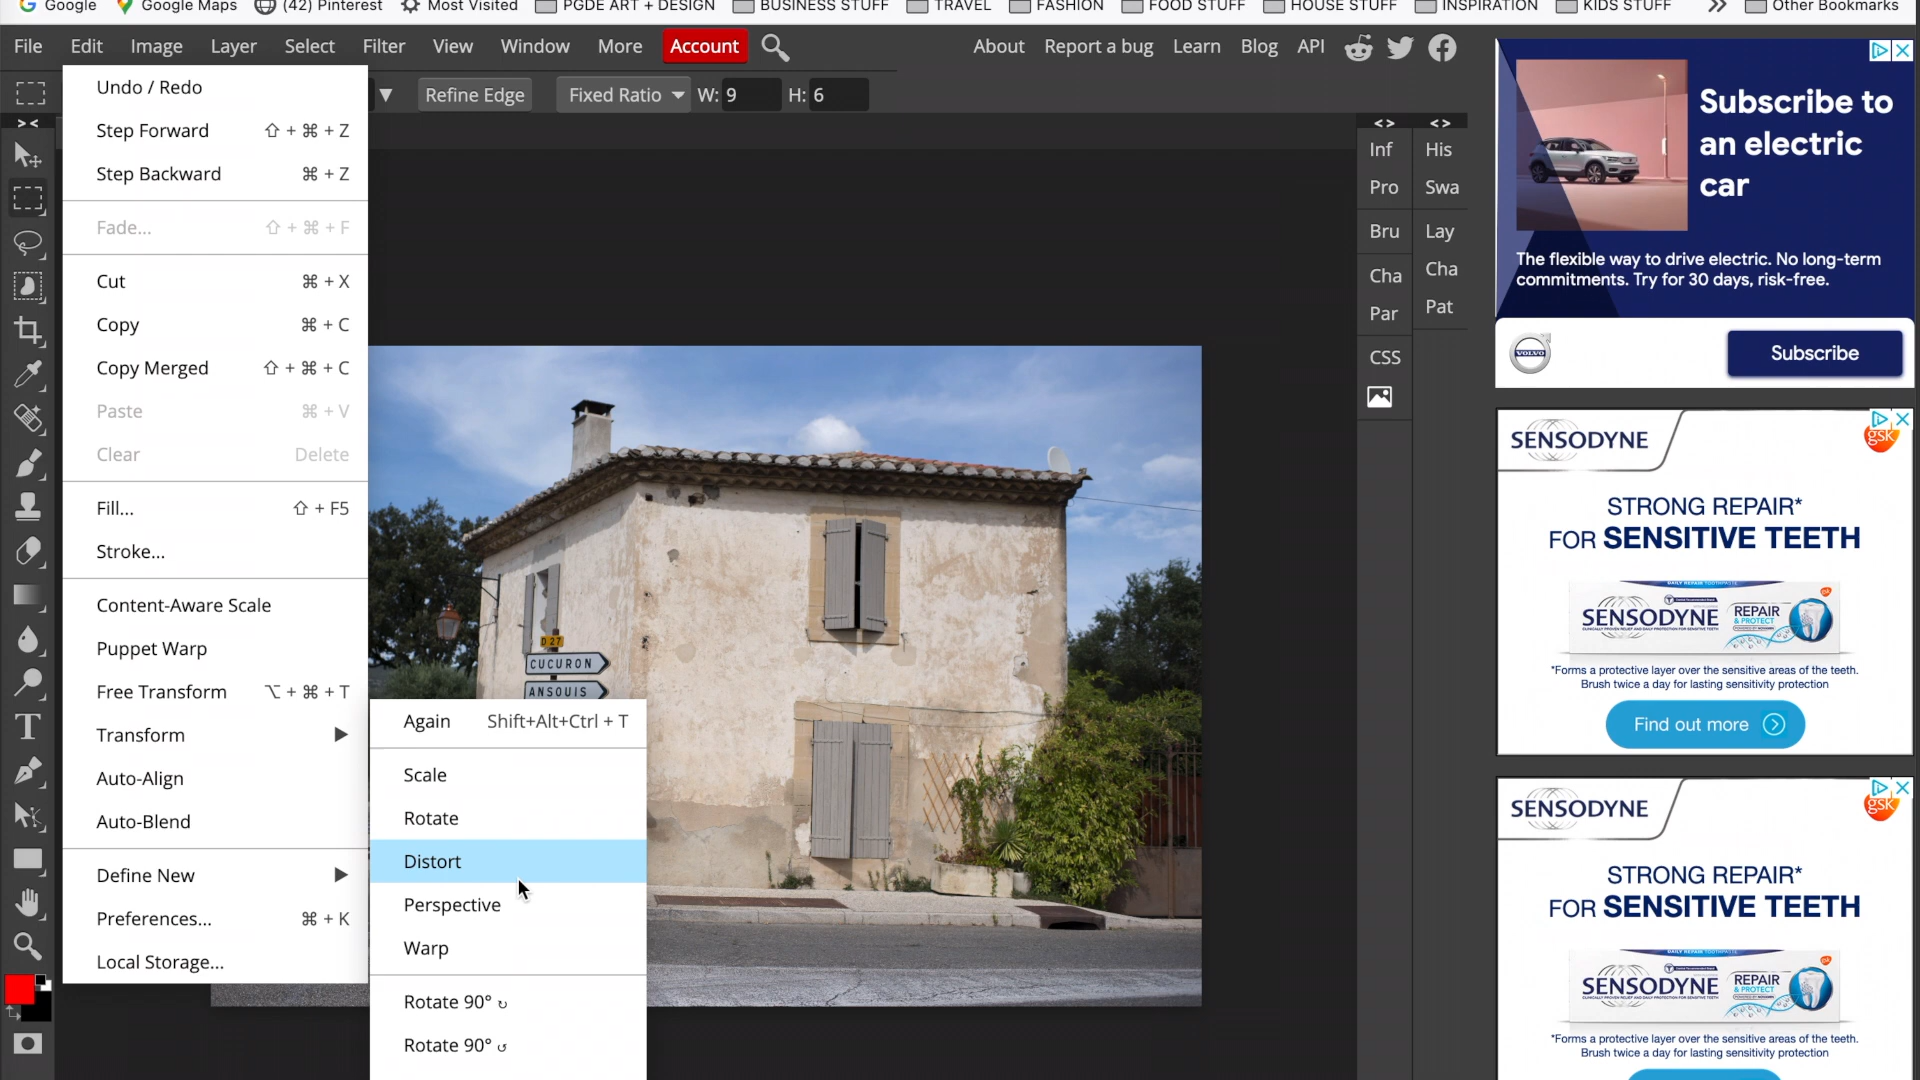 Google
Google Maps
(42) Pinterest
Most Visited
PGDE ART + DESIGN
BUSINESS STUFF
TRAVEL
FASHION
FOOD STUFF
HOUSE STUFF
INSPIRATION
KIDS STUFF
Other Bookmarks
File Edit Image Layer Select Filter View Window More Account
About Report a bug Learn Blog API
Refine Edge
Fixed Ratio
W: 9
H: 6
Undo / Redo
Step Forward ⇧ + ⌘ + Z
Step Backward ⌘ + Z
Fade... ⇧ + ⌘ + F
Cut ⌘ + X
Copy ⌘ + C
Copy Merged ⇧ + ⌘ + C
Paste ⌘ + V
Clear Delete
Fill... ⇧ + F5
Stroke...
Content-Aware Scale
Puppet Warp
Free Transform ⌥ + ⌘ + T
Transform
Auto-Align
Auto-Blend
Define New
Preferences... ⌘ + K
Local Storage...
Again Shift+Alt+Ctrl + T
Scale
Rotate
Distort
Perspective
Warp
Rotate 90° ↻
Rotate 90° ↺
D 27
CUCURON
ANSOUIS
<> <>
Inf
Pro
Bru
Cha
Par
CSS
His
Swa
Lay
Cha
Pat
Subscribe to
an electric
car
The flexible way to drive electric. No long-term
commitments. Try for 30 days, risk-free.
VOLVO
Subscribe
SENSODYNE
gsk
STRONG REPAIR*
FOR SENSITIVE TEETH
SENSODYNE
REPAIR
& PROTECT
*Forms a protective layer over the sensitive areas of the teeth.
Brush twice a day for lasting sensitivity protection
Find out more
SENSODYNE
gsk
STRONG REPAIR*
FOR SENSITIVE TEETH
SENSODYNE
REPAIR
& PROTECT
*Forms a protective layer over the sensitive areas of the teeth.
Brush twice a day for lasting sensitivity protection